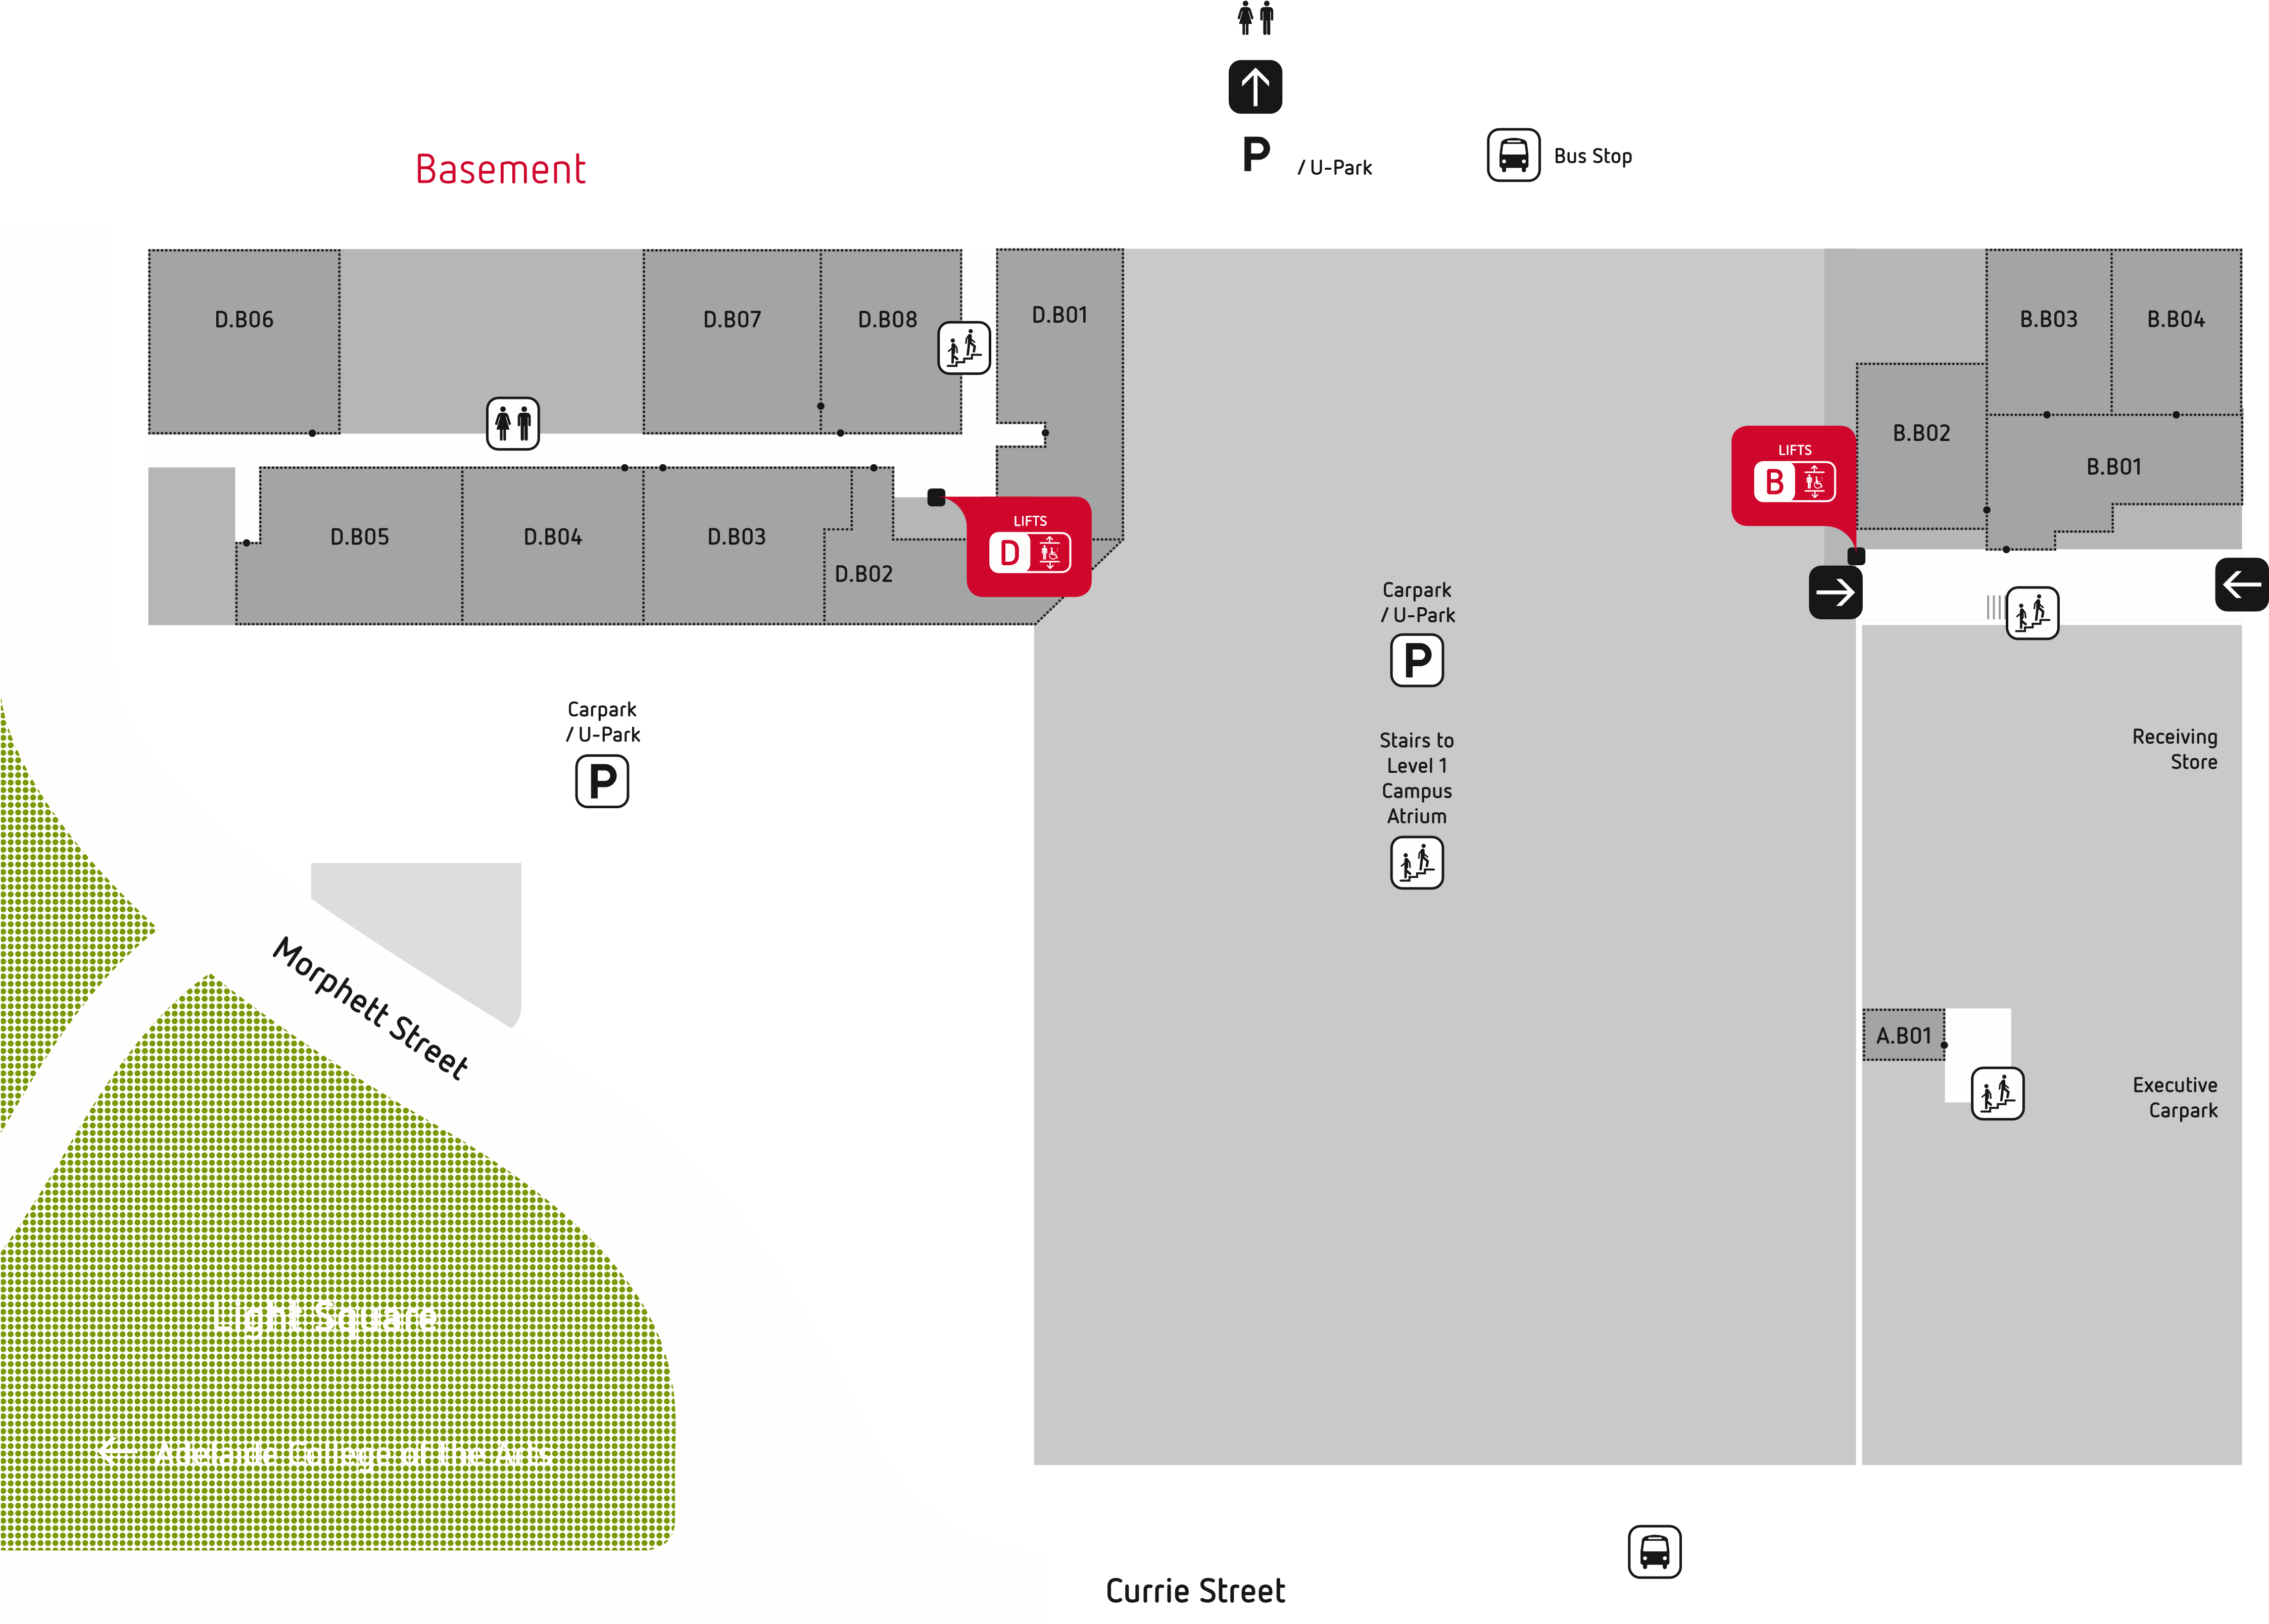 Basement
P
/ U-Park
Bus Stop
D.B06
D.B07
D.B08
D.B01
B.B03
B.B04
B.B02
B.B01
LIFTS
B
D.B05
D.B04
D.B03
D.B02
LIFTS
D
Carpark
/ U-Park
P
Carpark
/ U-Park
P
Stairs to
Level 1
Campus
Atrium
Receiving
Store
Morphett Street
A.B01
Executive
Carpark
Light Square
Adelaide College of the Arts
Currie Street